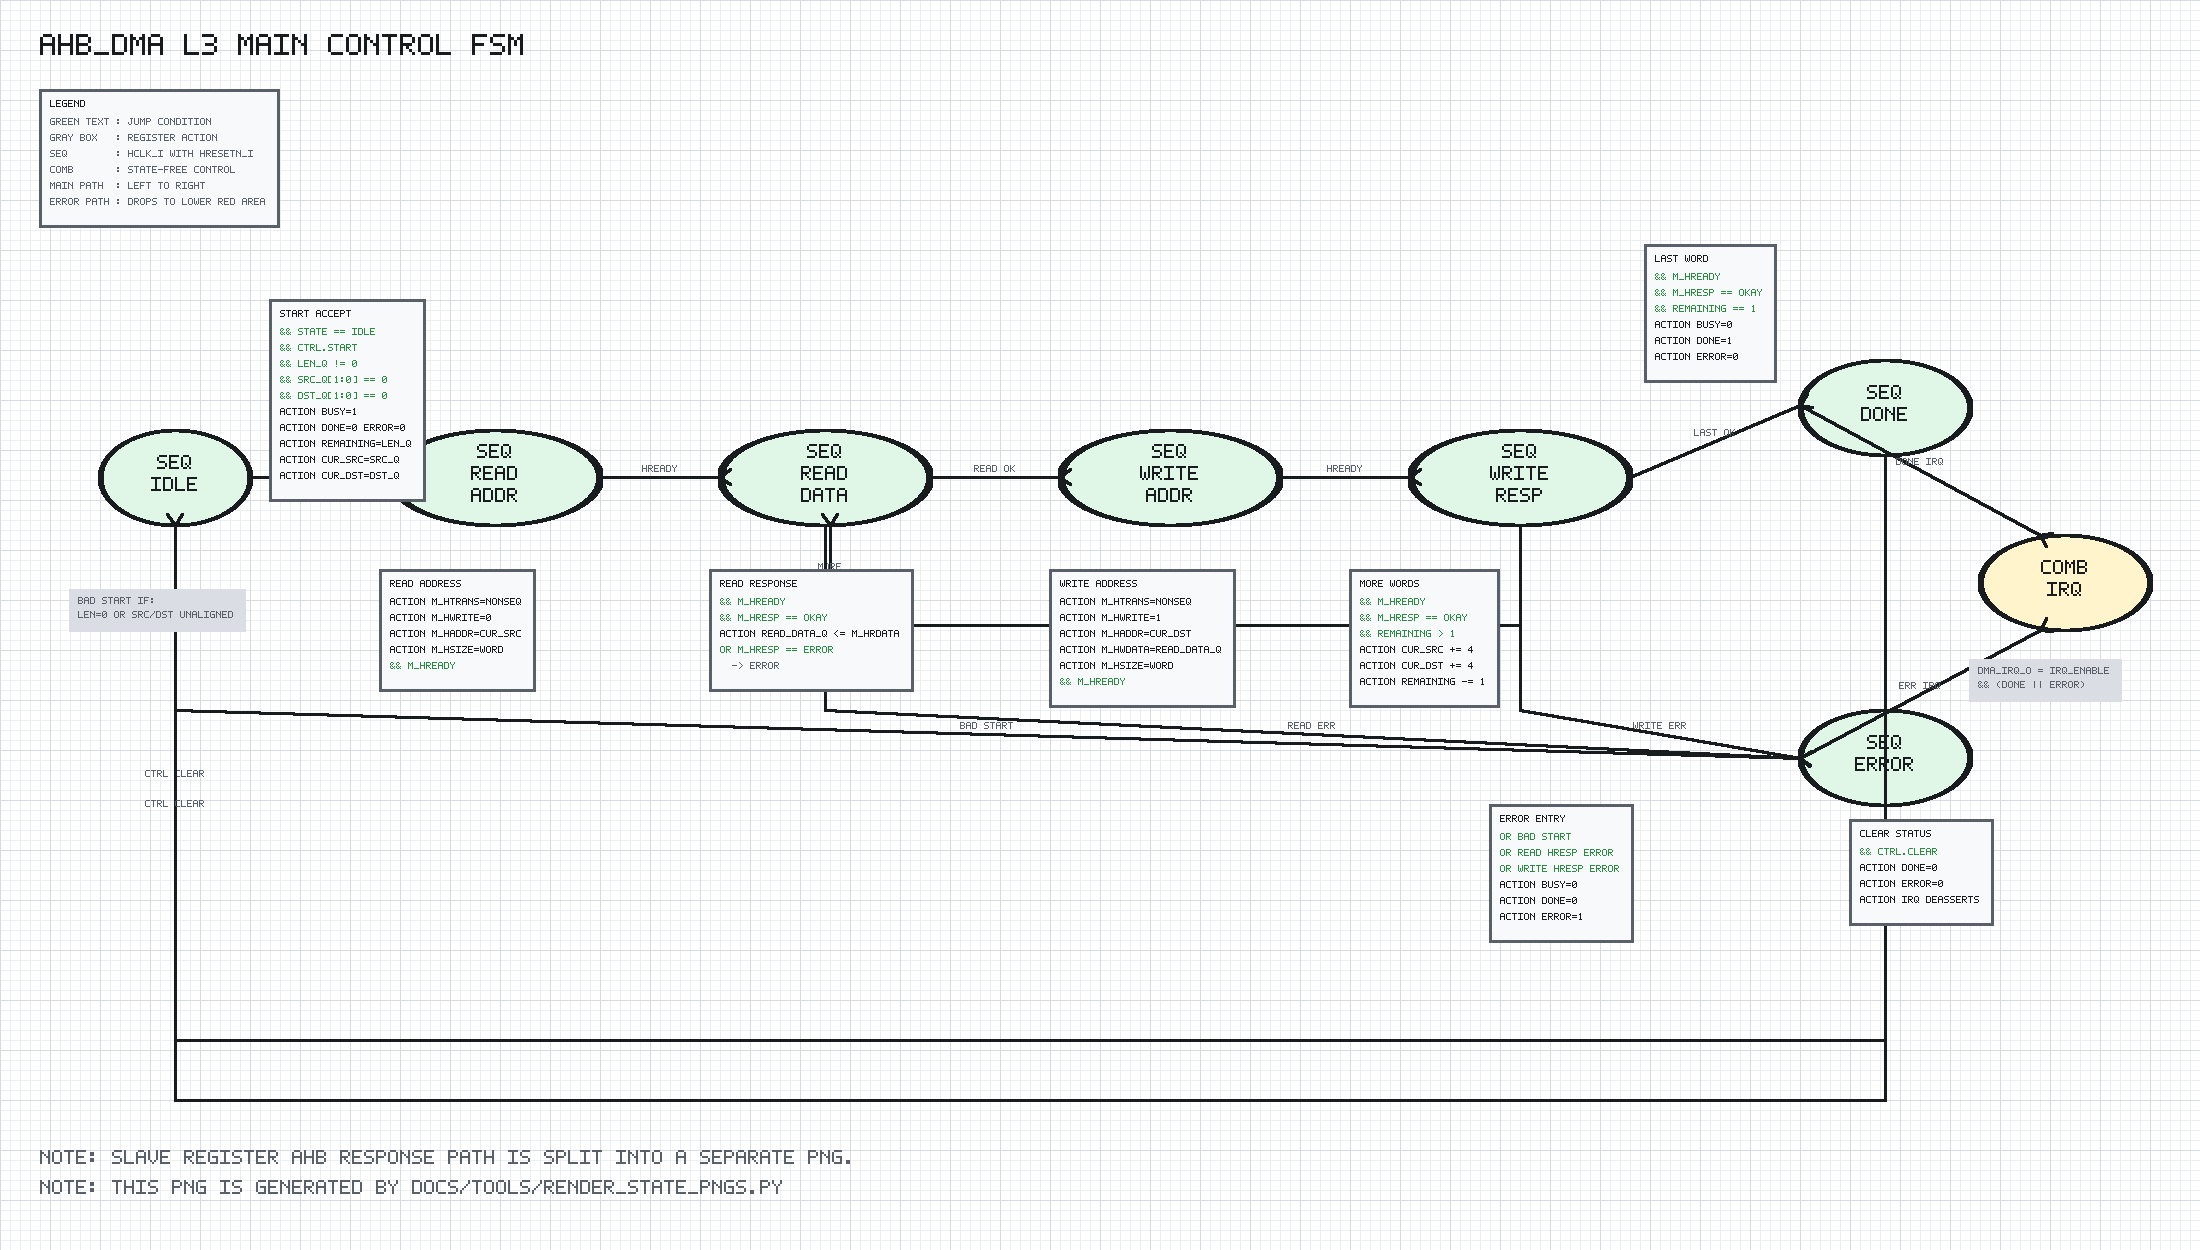 AHB_DMA L3 MAIN CONTROL FSM
LEGEND
GREEN TEXT : JUMP CONDITION
GRAY BOX : REGISTER ACTION
SEQ : HCLK_I WITH HRESETN_I
COMB : STATE-FREE CONTROL
MAIN PATH : LEFT TO RIGHT
ERROR PATH : DROPS TO LOWER RED AREA
LAST WORD
&& M_HREADY
&& M_HRESP == OKAY
&& REMAINING == 1
ACTION BUSY=0
ACTION DONE=1
ACTION ERROR=0
START ACCEPT
&& STATE == IDLE
&& CTRL.START
&& LEN_Q != 0
&& SRC_Q[1:0] == 0
&& DST_Q[1:0] == 0
ACTION BUSY=1
ACTION DONE=0 ERROR=0
ACTION REMAINING=LEN_Q
ACTION CUR_SRC=SRC_Q
ACTION CUR_DST=DST_Q
SEQ
IDLE
SEQ
READ
ADDR
HREADY
SEQ
READ
DATA
READ OK
SEQ
WRITE
ADDR
HREADY
SEQ
WRITE
RESP
LAST OK
SEQ
DONE
DONE IRQ
COMB
IRQ
MORE
BAD START IF:
LEN=0 OR SRC/DST UNALIGNED
READ ADDRESS
ACTION M_HTRANS=NONSEQ
ACTION M_HWRITE=0
ACTION M_HADDR=CUR_SRC
ACTION M_HSIZE=WORD
&& M_HREADY
READ RESPONSE
&& M_HREADY
&& M_HRESP == OKAY
ACTION READ_DATA_Q <= M_HRDATA
OR M_HRESP == ERROR
-> ERROR
WRITE ADDRESS
ACTION M_HTRANS=NONSEQ
ACTION M_HWRITE=1
ACTION M_HADDR=CUR_DST
ACTION M_HWDATA=READ_DATA_Q
ACTION M_HSIZE=WORD
&& M_HREADY
MORE WORDS
&& M_HREADY
&& M_HRESP == OKAY
&& REMAINING > 1
ACTION CUR_SRC += 4
ACTION CUR_DST += 4
ACTION REMAINING -= 1
DMA_IRQ_O = IRQ_ENABLE
&& (DONE || ERROR)
ERR IRQ
BAD START
READ ERR
WRITE ERR
SEQ
ERROR
CTRL CLEAR
CTRL CLEAR
ERROR ENTRY
OR BAD START
OR READ HRESP ERROR
OR WRITE HRESP ERROR
ACTION BUSY=0
ACTION DONE=0
ACTION ERROR=1
CLEAR STATUS
&& CTRL.CLEAR
ACTION DONE=0
ACTION ERROR=0
ACTION IRQ DEASSERTS
NOTE: SLAVE REGISTER AHB RESPONSE PATH IS SPLIT INTO A SEPARATE PNG.
NOTE: THIS PNG IS GENERATED BY DOCS/TOOLS/RENDER_STATE_PNGS.PY